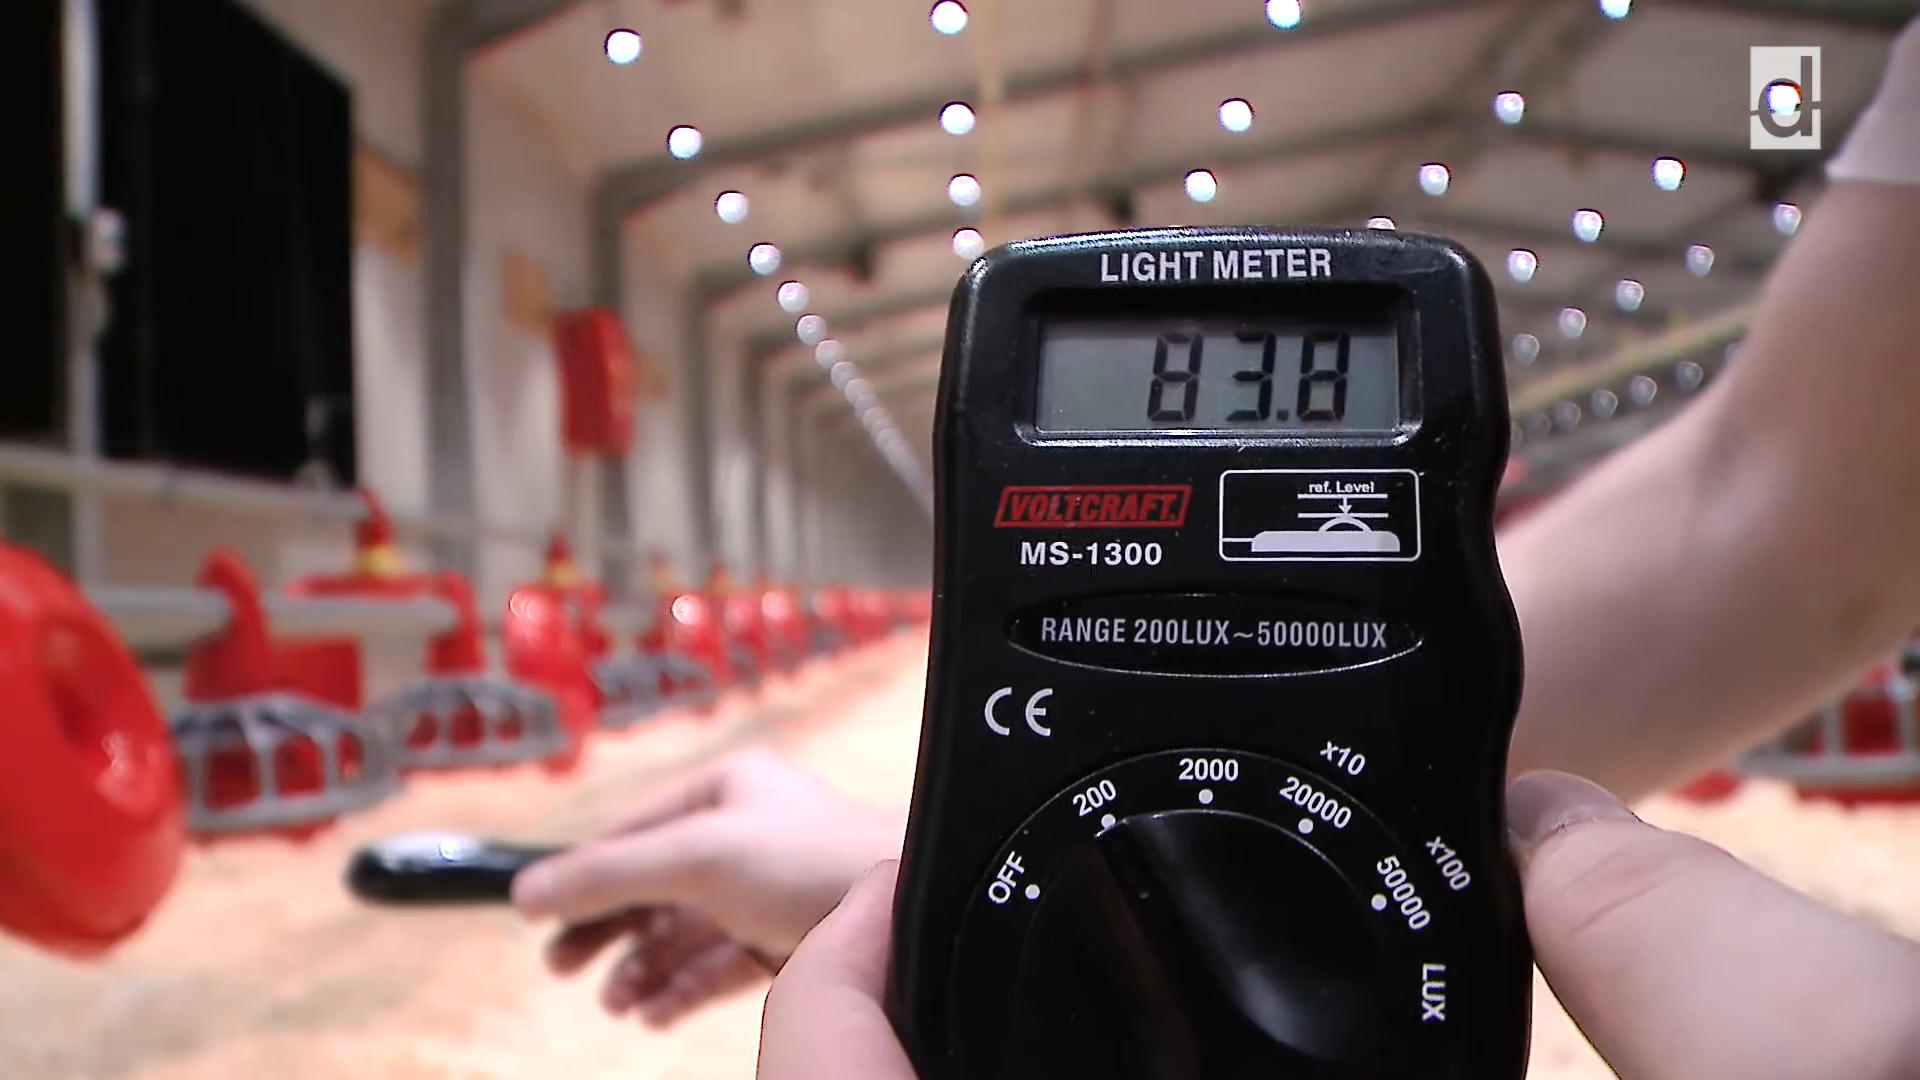 d
LIGHT METER
83.8
ref. Level
VOLTCRAFT.
MS-1300
RANGE 200LUX~50000LUX
CE
x10
2000
200
20000
x100
OFF
50000
LUX